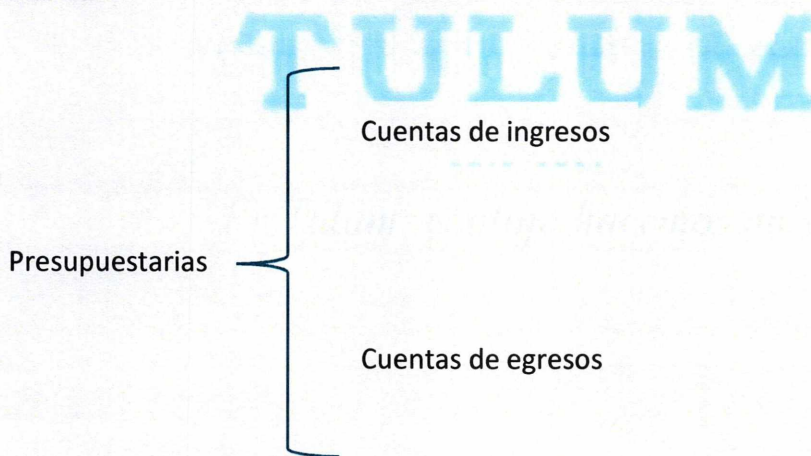 TULUM
Cuentas de ingresos
Presupuestarias
Cuentas de egresos